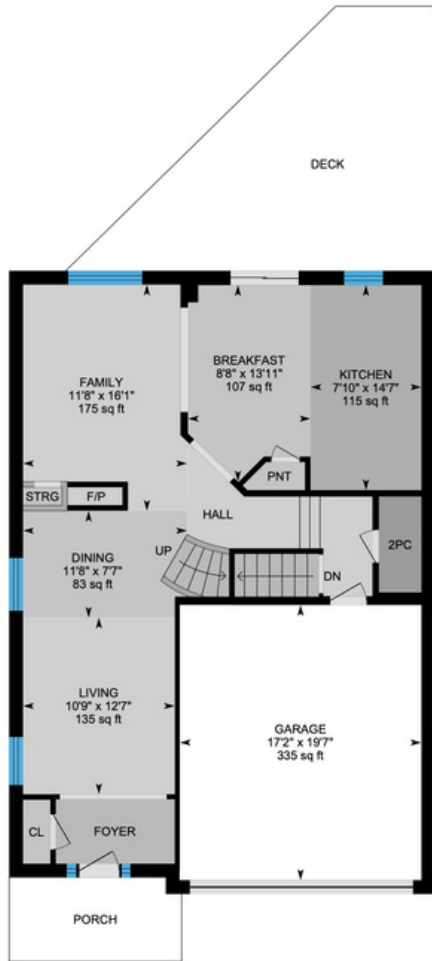 DECK
FAMILY
11'8" x 16'1"
175 sq ft
BREAKFAST
8'8" x 13'11"
107 sq ft
KITCHEN
7'10" x 14'7"
115 sq ft
STRG
F/P
PNT
HALL
DINING
11'8" x 7'7"
83 sq ft
UP
2PC
DN
LIVING
10'9" x 12'7"
135 sq ft
GARAGE
17'2" x 19'7"
335 sq ft
CL
FOYER
PORCH